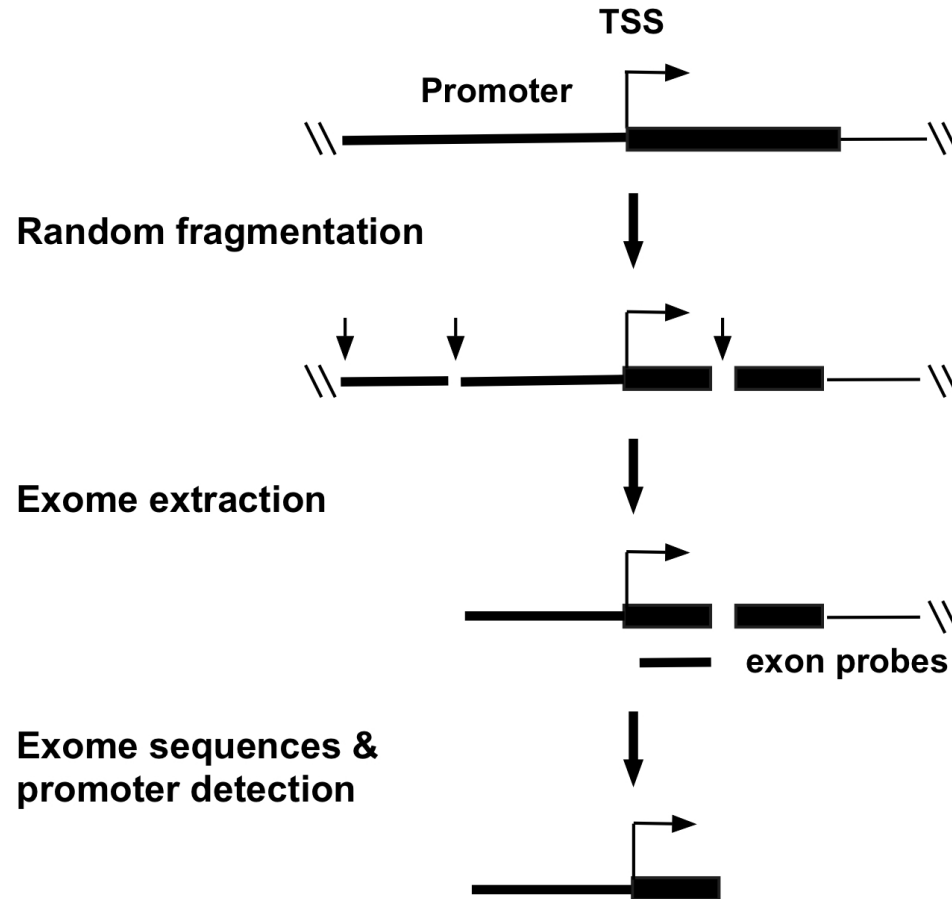 TSS
Promoter
Random fragmentation
Exome extraction
exon probes
Exome sequences &
promoter detection